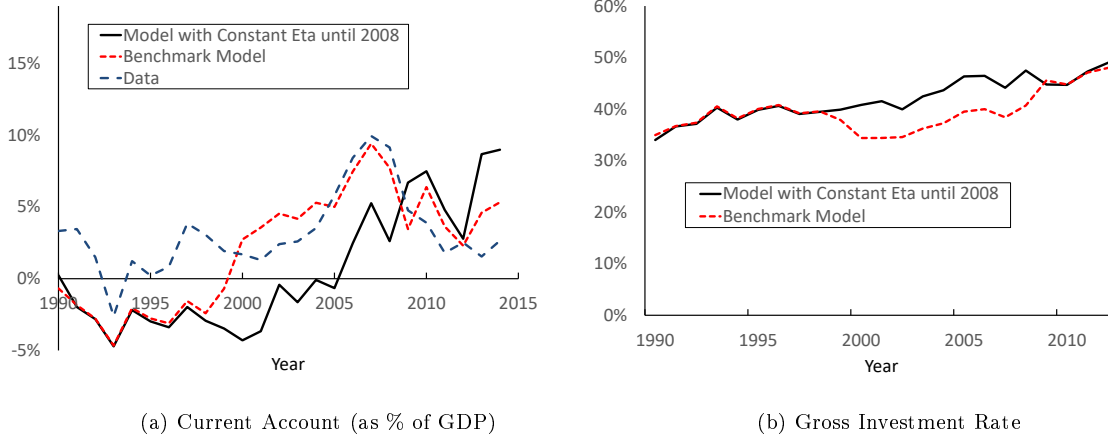 Model with Constant Eta until 2008
Benchmark Model
Data
15%
10%
5%
0%
-5%
1990
1995
2000
2005
2010
2015
Year
(a) Current Account (as % of GDP)
60%
50%
40%
30%
20%
10%
0%
Model with Constant Eta until 2008
Benchmark Model
1990
1995
2000
2005
2010
Year
(b) Gross Investment Rate